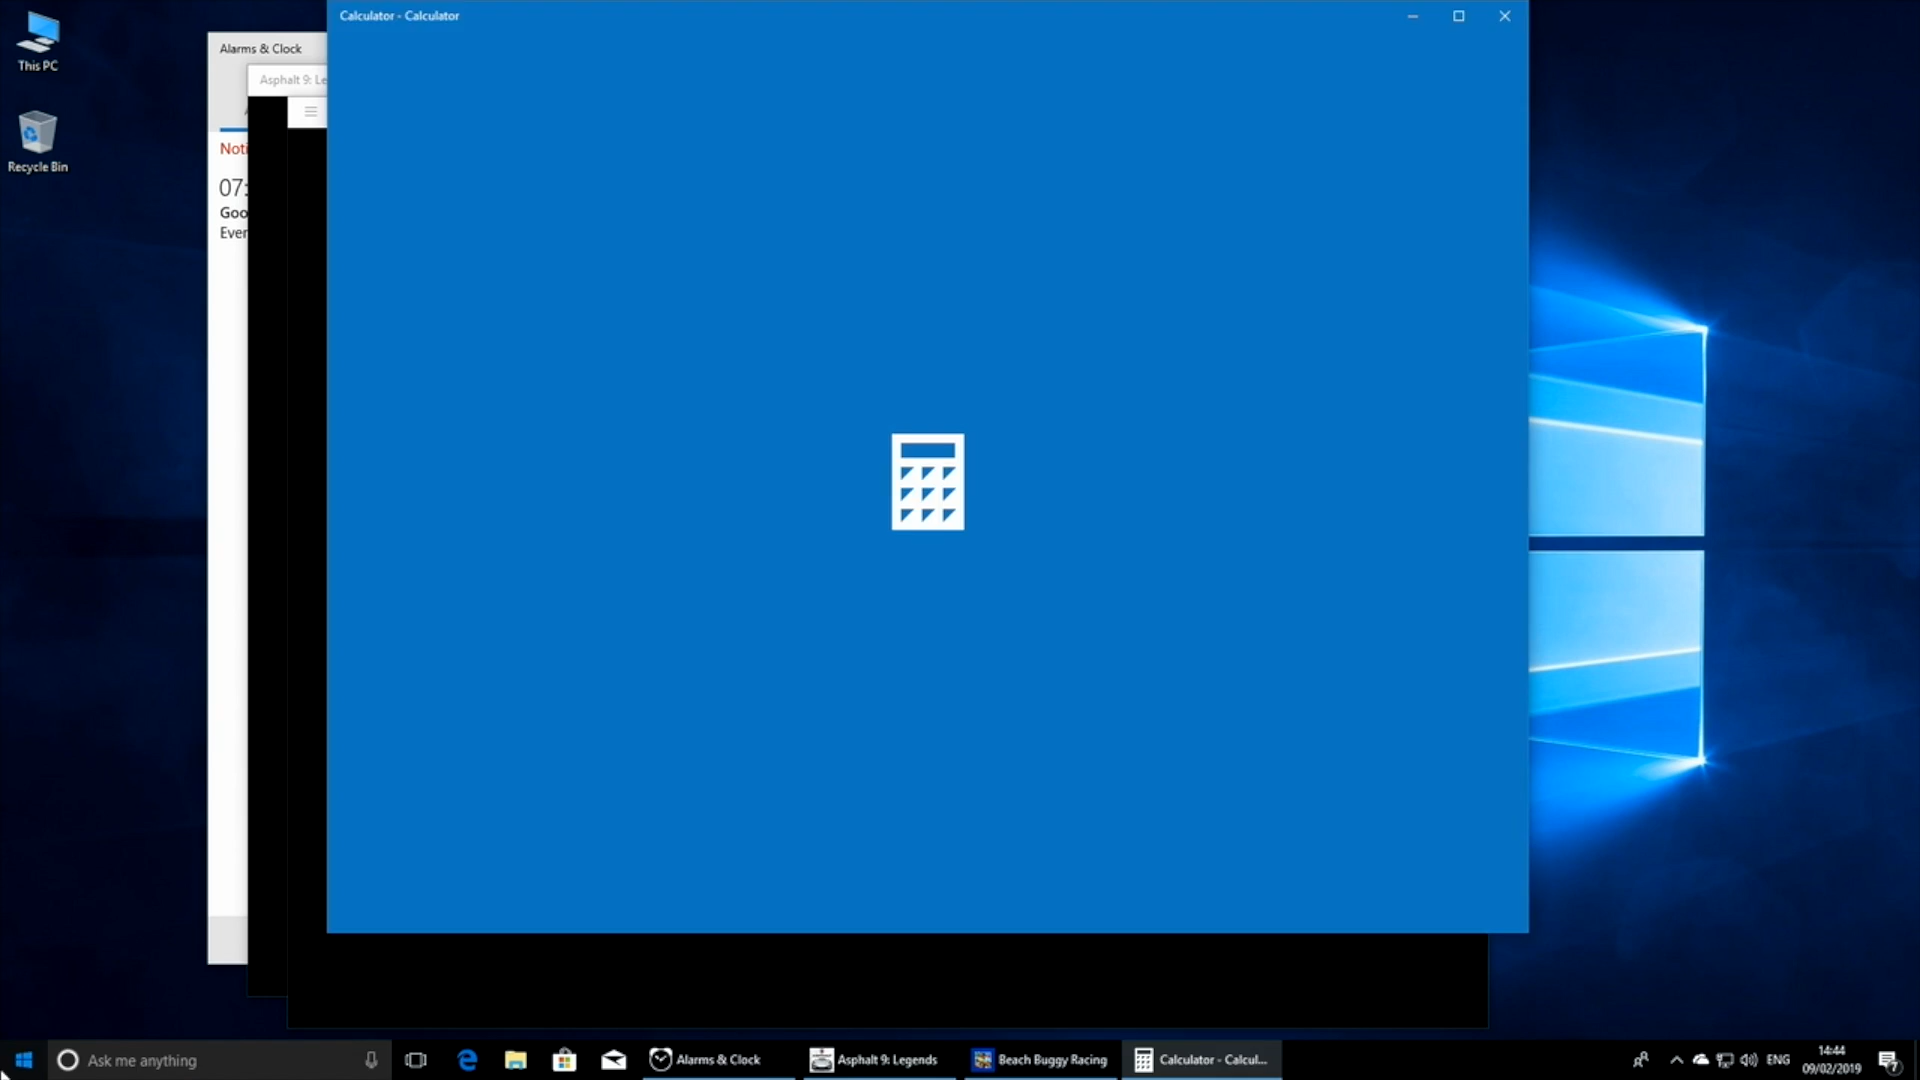 Calculator - Calculator
This PC
Alarms & Clock
Asphalt 9: Le
Recycle Bin
Noti
07:
Goo
Ever
Ask me anything
Alarms & Clock
Asphalt 9: Legends
Beach Buggy Racing
Calculator - Calcul...
ENG
14:44
09/02/2019
7